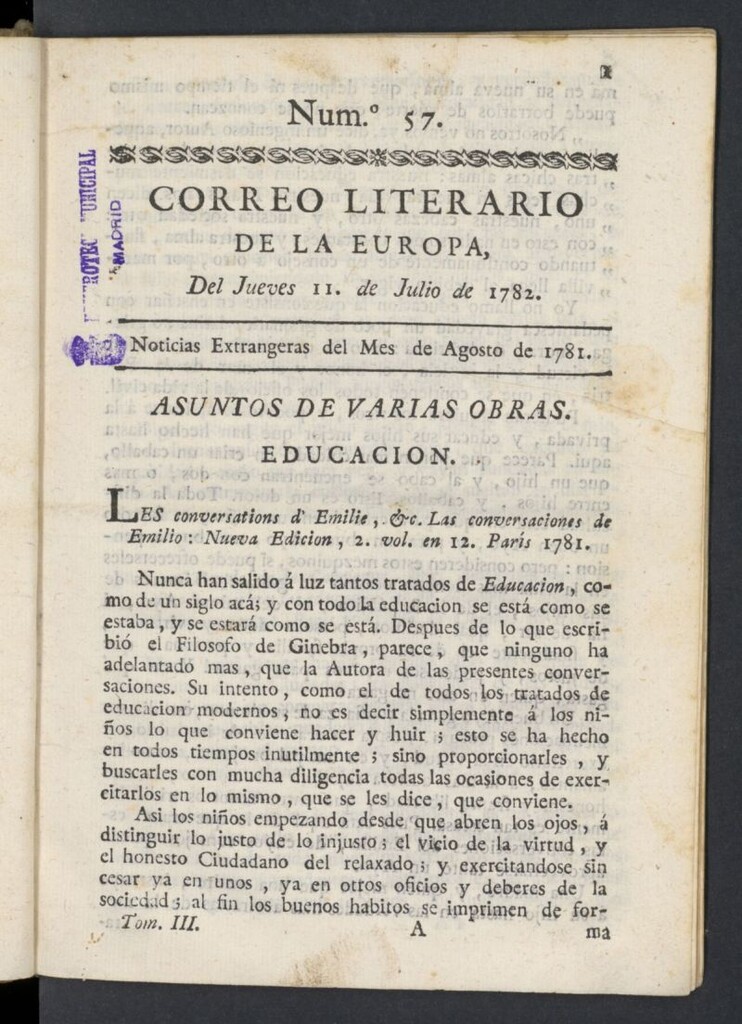 1
Num.º 57.
CORREO LITERARIO
DE LA EUROPA,
Del Jueves 11. de Julio de 1782.
MUNICIPAL
MADRID
Noticias Extrangeras del Mes de Agosto de 1781.
ASUNTOS DE VARIAS OBRAS.
EDUCACION.
LES conversations d' Emilie, &c. Las conversaciones de
Emilio: Nueva Edicion, 2. vol. en 12. París 1781.
Nunca han salido á luz tantos tratados de Educacion, co-
mo de un siglo acá; y con todo la educacion se está como se
estaba, y se estará como se está. Despues de lo que escri-
bió el Filosofo de Ginebra, parece, que ninguno ha
adelantado mas, que la Autora de las presentes conver-
saciones. Su intento, como el de todos los tratados de
educacion modernos, no es decir simplemente á los ni-
ños lo que conviene hacer y huir; esto se ha hecho
en todos tiempos inutilmente; sino proporcionarles, y
buscarles con mucha diligencia todas las ocasiones de exer-
citarlos en lo mismo, que se les dice, que conviene.
Asi los niños empezando desde que abren los ojos, á
distinguir lo justo de lo injusto; el vicio de la virtud, y
el honesto Ciudadano del relaxado; y exercitandose sin
cesar ya en unos, ya en otros oficios y deberes de la
sociedad; al fin los buenos habitos se imprimen de for-
Tom. III. A ma